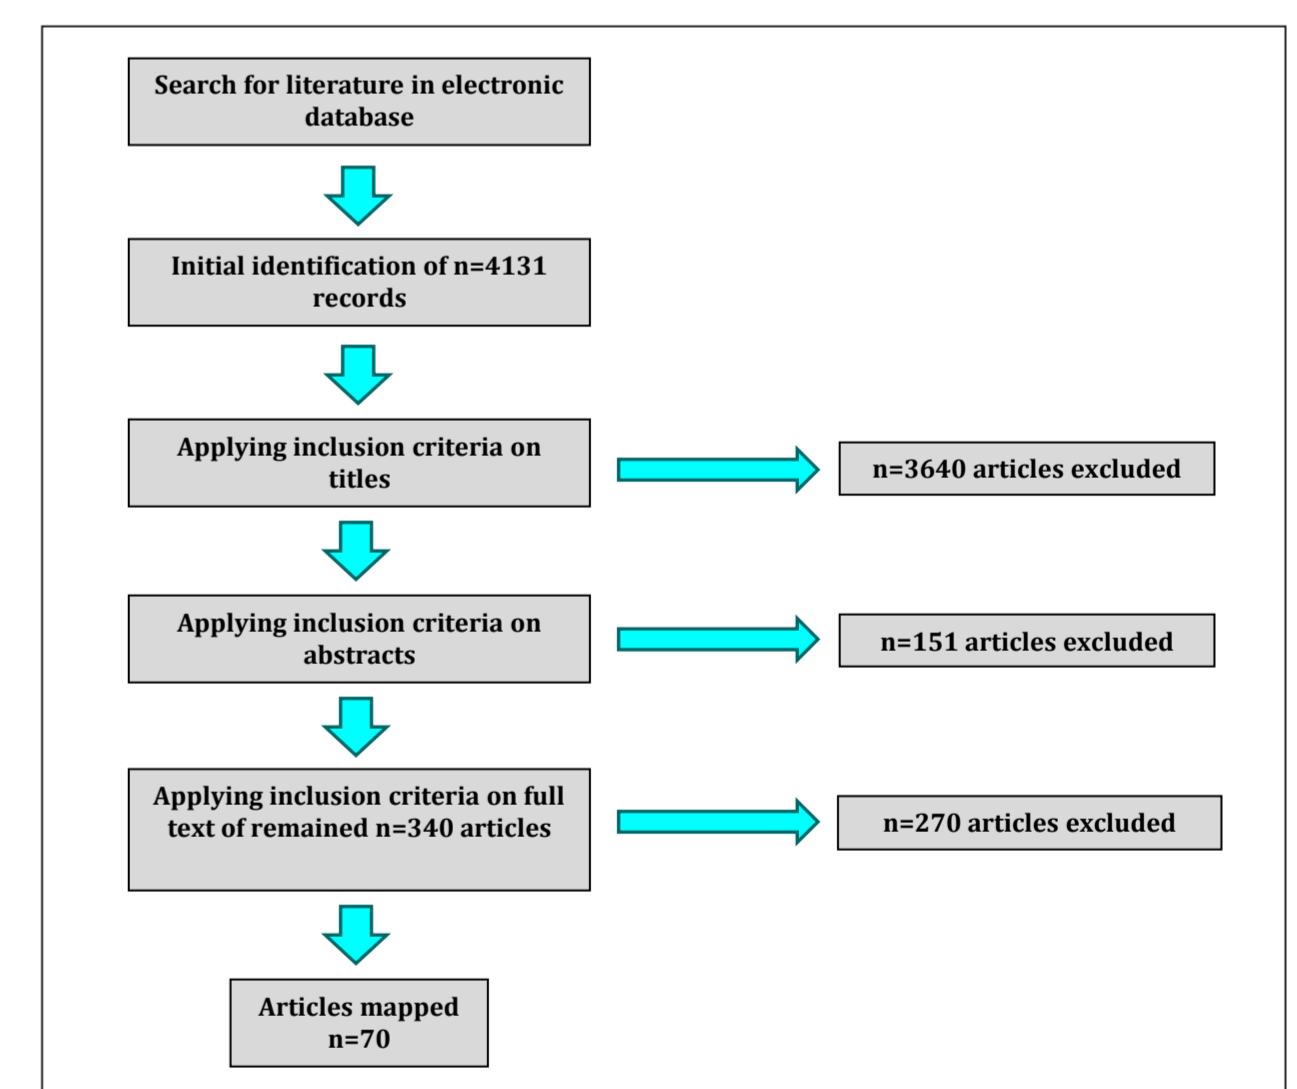 Search for literature in electronic
database
Initial identification of n=4131
records
Applying inclusion criteria on
titles
n=3640 articles excluded
Applying inclusion criteria on
abstracts
n=151 articles excluded
Applying inclusion criteria on full
text of remained n=340 articles
n=270 articles excluded
Articles mapped
n=70